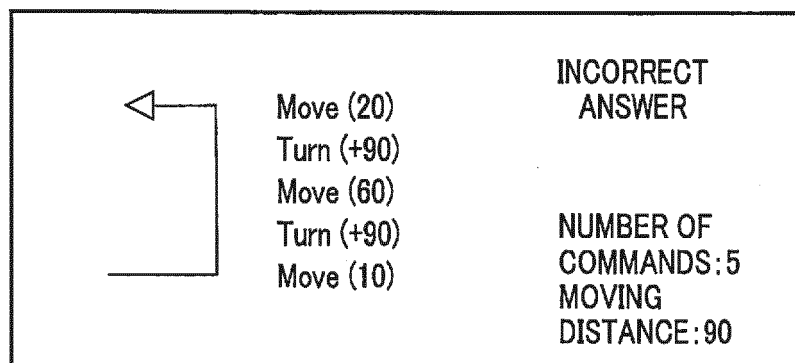 INCORRECT
ANSWER
Move (20)
Turn (+90)
Move (60)
Turn (+90)
Move (10)
NUMBER OF
COMMANDS:5
MOVING
DISTANCE:90